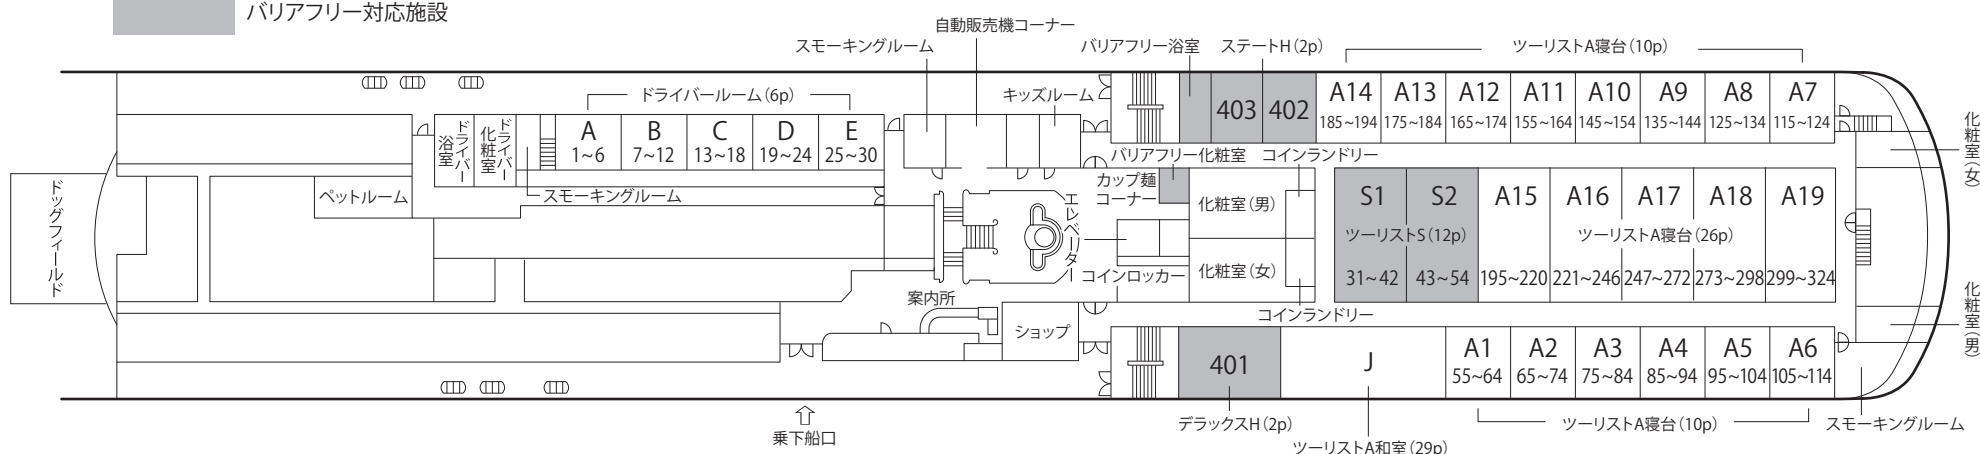 バリアフリー対応施設
自動販売機コーナー
スモーキングルーム
バリアフリー浴室
ステートH(2p)
ツーリストA寝台(10p)
ドライバールーム(6p)
キッズルーム
403
402
A14
185~194
A13
175~184
A12
165~174
A11
155~164
A10
145~154
A9
135~144
A8
125~134
A7
115~124
化粧室(女)
ドライバー浴室
ドライバー化粧室
A
1~6
B
7~12
C
13~18
D
19~24
E
25~30
バリアフリー化粧室
コインランドリー
ドッグフィールド
ペットルーム
スモーキングルーム
エレベーター
カップ麺
コーナー
化粧室(男)
化粧室(女)
コインロッカー
S1
S2
ツーリストS(12p)
31~42
43~54
A15
A16
A17
A18
A19
ツーリストA寝台(26p)
195~220
221~246
247~272
273~298
299~324
案内所
ショップ
コインランドリー
化粧室(男)
401
J
A1
55~64
A2
65~74
A3
75~84
A4
85~94
A5
95~104
A6
105~114
乗下船口
デラックスH(2p)
ツーリストA和室(29p)
ツーリストA寝台(10p)
スモーキングルーム